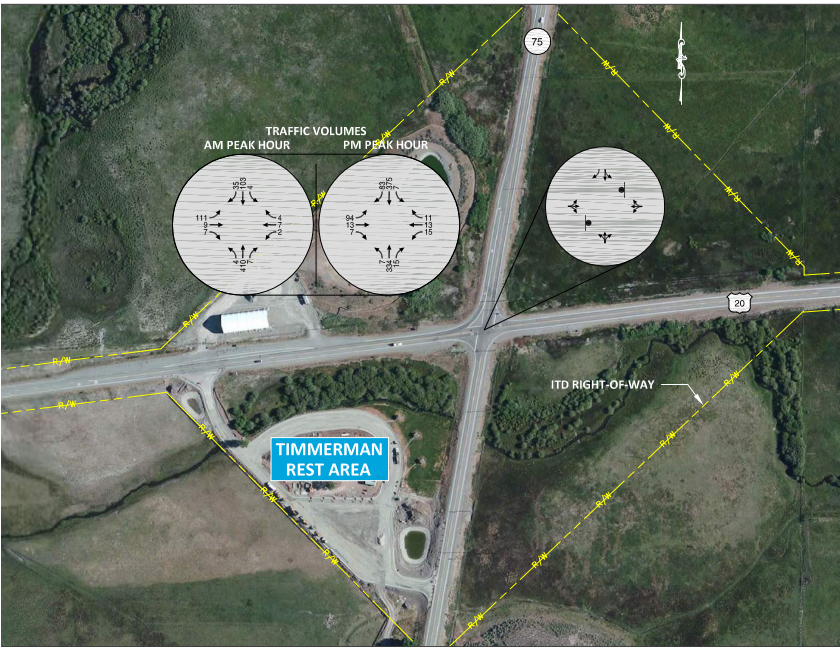 75
TRAFFIC VOLUMES
AM PEAK HOUR
PM PEAK HOUR
35 103 4
111
9
7
4
7
2
4 410 7
83 375 7
94
13
7
11
13
15
7 334 15
20
R/W
R/W
R/W
R/W
R/W
R/W
R/W
R/W
R/W
R/W
ITD RIGHT-OF-WAY
R/W
R/W
R/W
R/W
R/W
R/W
R/W
TIMMERMAN
REST AREA